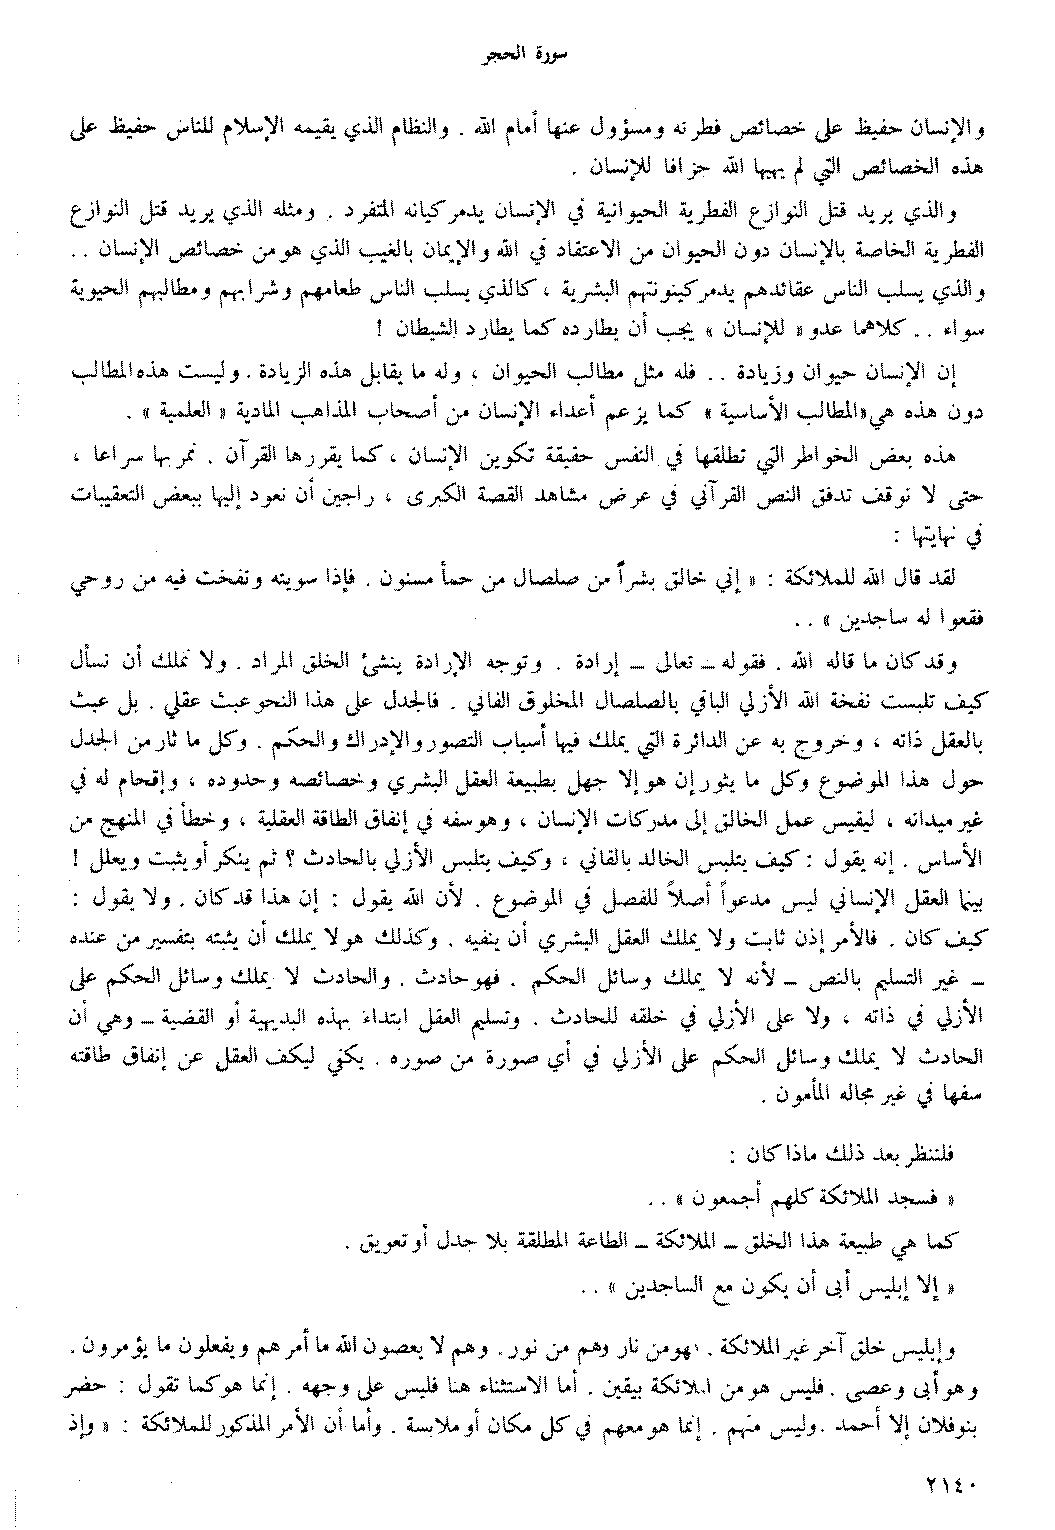 سورة الحجر
والإنسان حفيظ على خصائص فطرته ومسؤول عنها أمام الله . والنظام الذي يقيمه الإسلام للناس حفيظ على
هذه الخصائص التي لم يهبها الله جزافا للإنسان .
والذي يريد قتل النوازع الفطرية الحيوانية في الإنسان يدمر كيانه المتفرد . ومثله الذي يريد قتل النوازع
الفطرية الخاصة بالإنسان دون الحيوان من الاعتقاد في الله والإيمان بالغيب الذي هو من خصائص الإنسان ..
والذي يسلب الناس عقائدهم يدمر كينونتهم البشرية ، كالذي يسلب الناس طعامهم وشرابهم ومطالبهم الحيوية
سواء .. كلاهما عدو « للإنسان » يجب أن يطارده كما يطارد الشيطان !
إن الإنسان حيوان وزيادة .. فله مثل مطالب الحيوان ، وله ما يقابل هذه الزيادة . وليست هذه المطالب
دون هذه هي «المطالب الأساسية» كما يزعم أعداء الإنسان من أصحاب المذاهب المادية « العلمية » .
هذه بعض الخواطر التي تطلقها في النفس حقيقة تكوين الإنسان ، كما يقررها القرآن . نمر بها سراعا ،
حتى لا نوقف تدفق النص القرآني في عرض مشاهد القصة الكبرى ، راجين أن نعود إليها ببعض التعقيبات
في نهايتها :
لقد قال الله للملائكة : « إني خالق بشراً من صلصال من حمأ مسنون . فإذا سويته ونفخت فيه من روحي
فقعوا له ساجدين » ..
وقد كان ما قاله الله . فقوله – تعالى – إرادة . وتوجه الإرادة ينشئ الخلق المراد . ولا نملك أن نسأل
كيف تلبست نفخة الله الأزلي الباقي بالصلصال المخلوق الفاني . فالجدل على هذا النحو عبث عقلي . بل عبث
بالعقل ذاته ، وخروج به عن الدائرة التي يملك فيها أسباب التصور والإدراك والحكم . وكل ما ثار من الجدل
حول هذا الموضوع وكل ما يثور إن هو إلا جهل بطبيعة العقل البشري وخصائصه وحدوده ، وإقحام له في
غير ميدانه ، ليقيس عمل الخالق إلى مدركات الإنسان ، وهو سفه في إنفاق الطاقة العقلية ، وخطأ في المنهج من
الأساس . إنه يقول : كيف يتلبس الخالد بالفاني ، وكيف يتلبس الأزلي بالحادث ؟ ثم ينكر أو يثبت ويعلل !
بينما العقل الإنساني ليس مدعواً أصلاً للفصل في الموضوع . لأن الله يقول : إن هذا قد كان . ولا يقول :
كيف كان . فالأمر إذن ثابت ولا يملك العقل البشري أن ينفيه . وكذلك هو لا يملك أن يثبته بتفسير من عنده
– غير التسليم بالنص – لأنه لا يملك وسائل الحكم . فهو حادث . والحادث لا يملك وسائل الحكم على
الأزلي في ذاته ، ولا على الأزلي في خلقه للحادث . وتسليم العقل ابتداء بهذه البديهية أو القضية – وهي أن
الحادث لا يملك وسائل الحكم على الأزلي في أي صورة من صوره . يكفي ليكف العقل عن إنفاق طاقته
سفها في غير مجاله المأمون .
فلننظر بعد ذلك ماذا كان :
« فسجد الملائكة كلهم أجمعون » ..
كما هي طبيعة هذا الخلق – الملائكة – الطاعة المطلقة بلا جدل أو تعويق .
« إلا إبليس أبى أن يكون مع الساجدين » ..
وإبليس خلق آخر غير الملائكة . فهو من نار وهم من نور . وهم لا يعصون الله ما أمرهم ويفعلون ما يؤمرون .
وهو أبى وعصى . فليس هو من الملائكة بيقين . أما الاستثناء هنا فليس على وجهه . إنما هو كما تقول : حضر
بنو فلان إلا أحمد . وليس منهم . إنما هو معهم في كل مكان أو ملابسة . وأما أن الأمر المذكور للملائكة : « وإذ
٢١٤٠